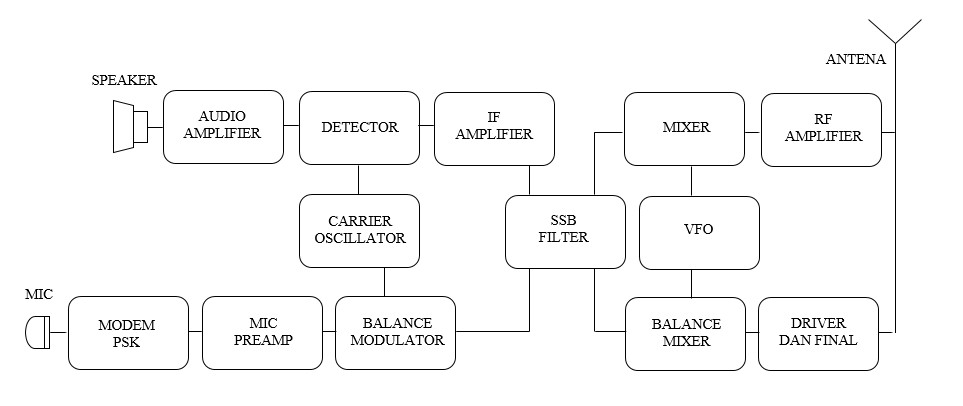 ANTENA
SPEAKER
AUDIO
AMPLIFIER
DETECTOR
IF
AMPLIFIER
MIXER
RF
AMPLIFIER
CARRIER
OSCILLATOR
SSB
FILTER
VFO
MIC
MODEM
PSK
MIC
PREAMP
BALANCE
MODULATOR
BALANCE
MIXER
DRIVER
DAN FINAL